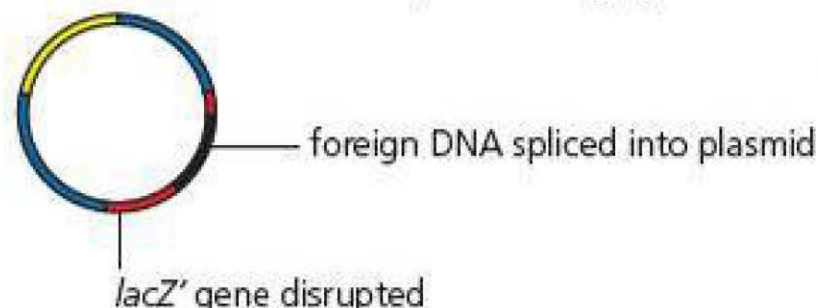 foreign DNA spliced into plasmid
lacZ' gene disrupted